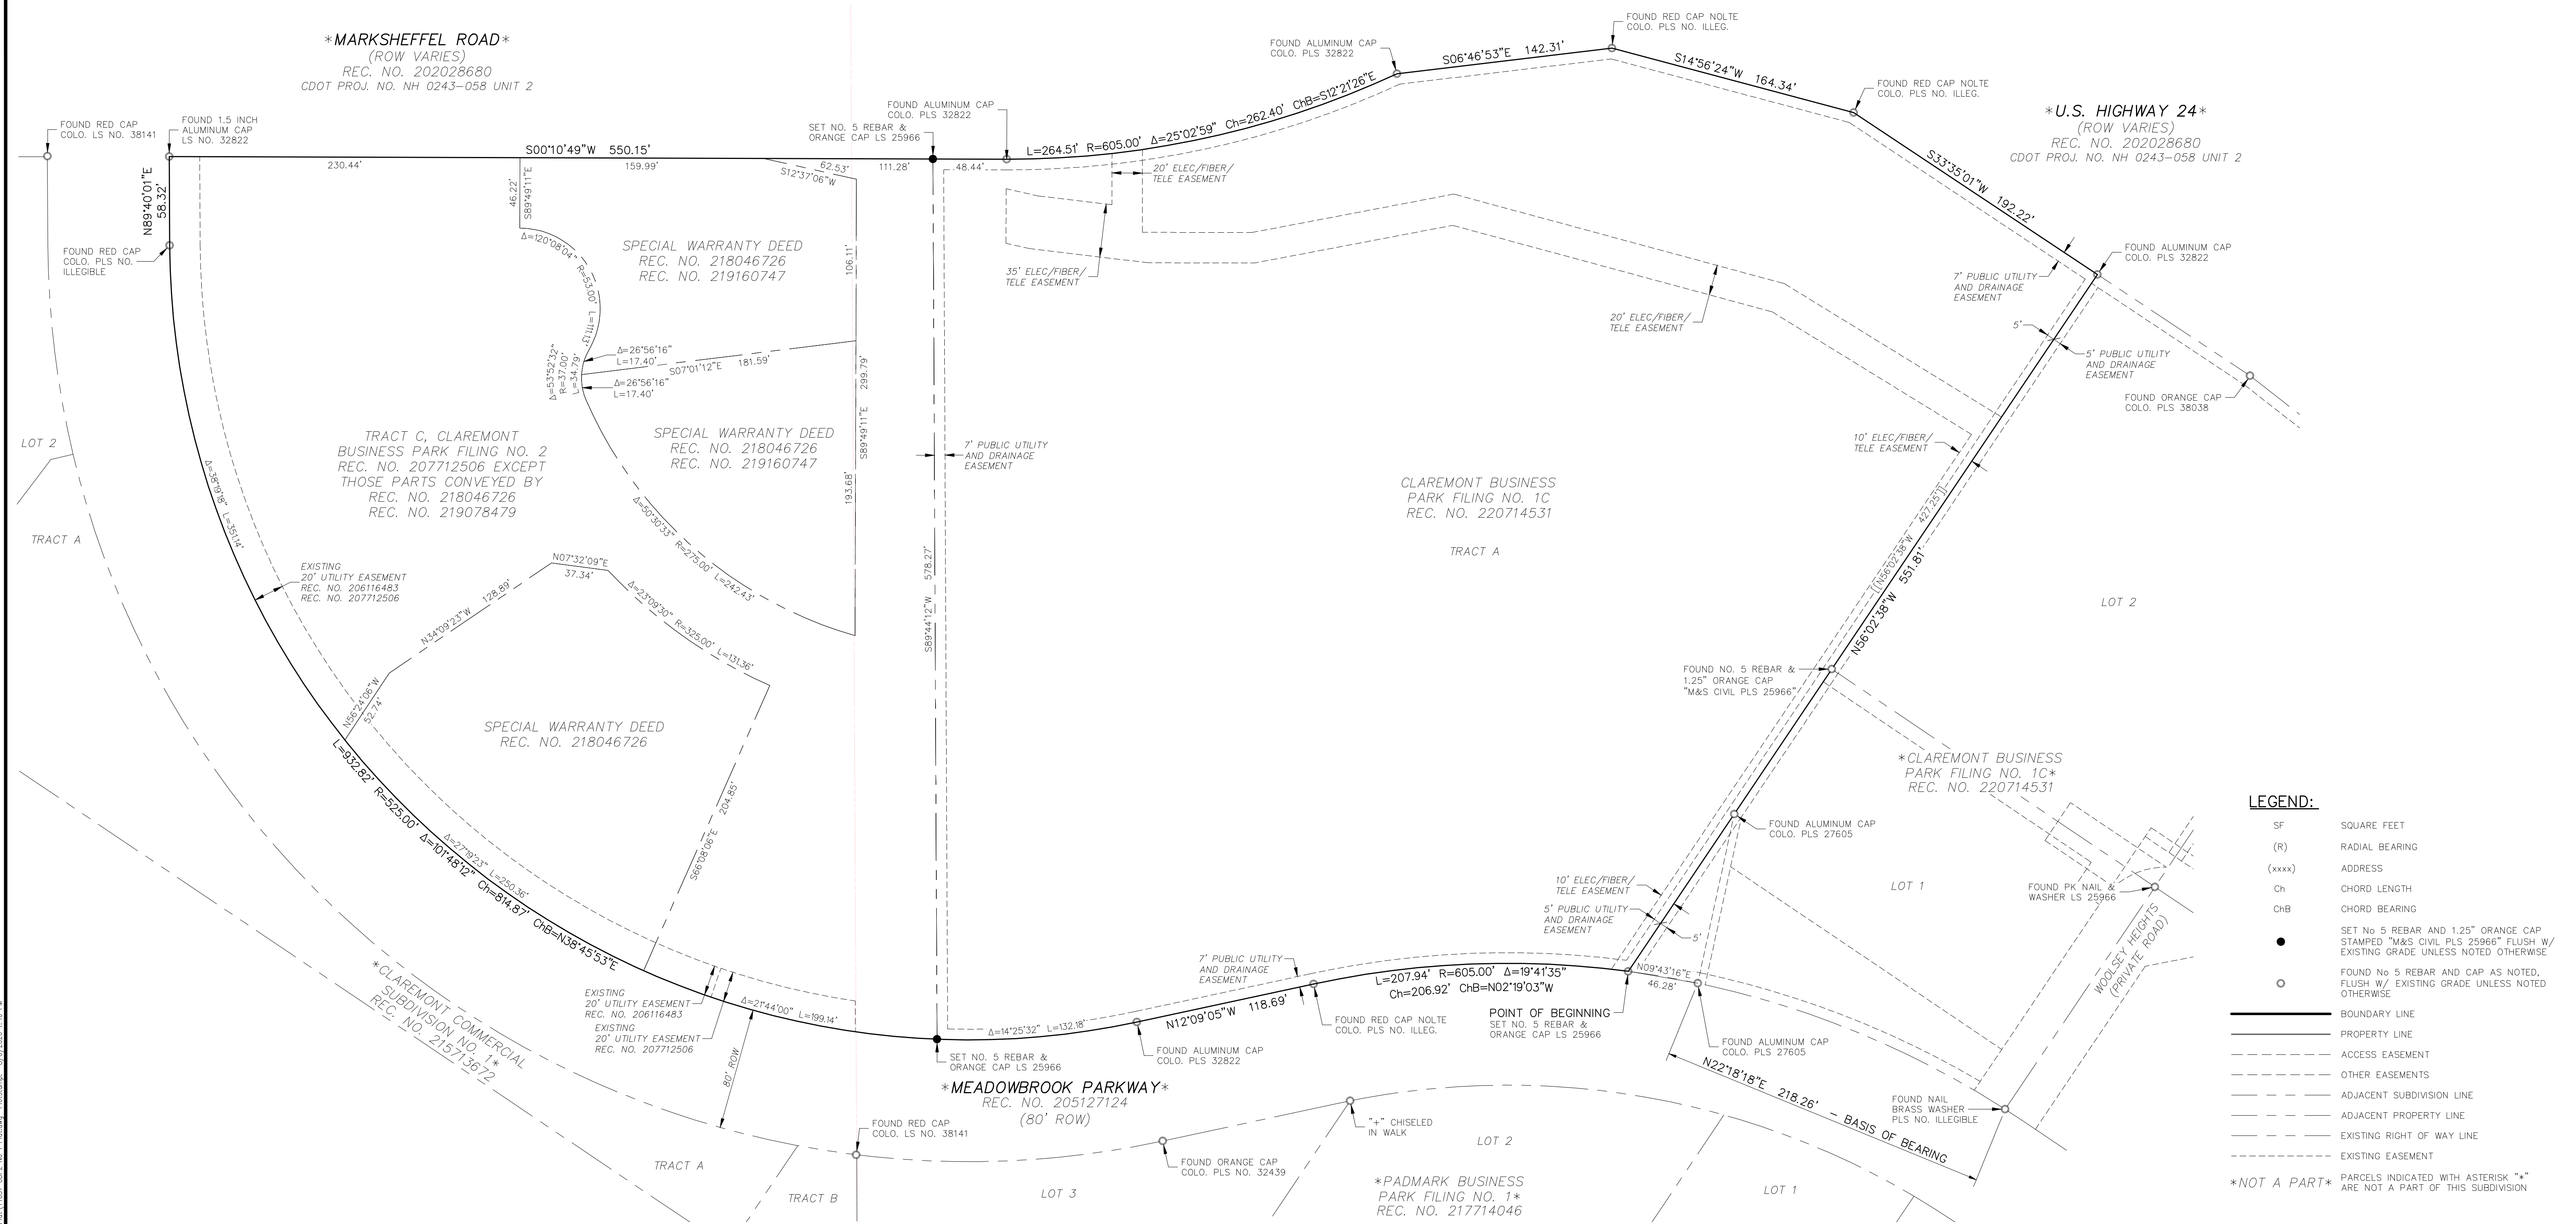 *MARKSHEFFEL ROAD*
(ROW VARIES)
REC. NO. 202028680
CDOT PROJ. NO. NH 0243-058 UNIT 2
FOUND RED CAP
COLO. LS NO. 38141
FOUND 1.5 INCH
ALUMINUM CAP
LS NO. 32822
N89°40'01"E
58.32'
FOUND RED CAP
COLO. PLS NO.
ILLEGIBLE
S00°10'49"W 550.15'
230.44'
159.99'
62.53'
S12°37'06"W
111.28'
48.44'
SET NO. 5 REBAR &
ORANGE CAP LS 25966
FOUND ALUMINUM CAP
COLO. PLS 32822
L=264.51' R=605.00' Δ=25°02'59" Ch=262.40' ChB=S12°21'26"E
FOUND ALUMINUM CAP
COLO. PLS 32822
S06°46'53"E 142.31'
FOUND RED CAP NOLTE
COLO. PLS NO. ILLEG.
S14°56'24"W 164.34'
FOUND RED CAP NOLTE
COLO. PLS NO. ILLEG.
*U.S. HIGHWAY 24*
(ROW VARIES)
REC. NO. 202028680
CDOT PROJ. NO. NH 0243-058 UNIT 2
S33°35'01"W 192.22'
FOUND ALUMINUM CAP
COLO. PLS 32822
7' PUBLIC UTILITY
AND DRAINAGE
EASEMENT
5'
5' PUBLIC UTILITY
AND DRAINAGE
EASEMENT
FOUND ORANGE CAP
COLO. PLS 38038
20' ELEC/FIBER/
TELE EASEMENT
35' ELEC/FIBER/
TELE EASEMENT
20' ELEC/FIBER/
TELE EASEMENT
10' ELEC/FIBER/
TELE EASEMENT
46.22'
S89°49'11"E
Δ=120°08'04" R=53.00' L=111.13'
SPECIAL WARRANTY DEED
REC. NO. 218046726
REC. NO. 219160747
106.11'
Δ=53°52'32"
R=37.00'
L=34.79'
Δ=26°56'16"
L=17.40'
S07°01'12"E 181.59'
Δ=26°56'16"
L=17.40'
S89°49'11"E 299.79'
193.68'
SPECIAL WARRANTY DEED
REC. NO. 218046726
REC. NO. 219160747
Δ=50°30'33" R=275.00' L=242.43'
TRACT C, CLAREMONT
BUSINESS PARK FILING NO. 2
REC. NO. 207712506 EXCEPT
THOSE PARTS CONVEYED BY
REC. NO. 218046726
REC. NO. 219078479
LOT 2
TRACT A
Δ=38°19'18" L=351.14'
EXISTING
20' UTILITY EASEMENT
REC. NO. 206116483
REC. NO. 207712506
N07°32'09"E
37.34'
N34°09'23"W 128.89'
Δ=23°09'30" R=325.00' L=131.36'
N56°24'06"W
52.74'
SPECIAL WARRANTY DEED
REC. NO. 218046726
S66°08'06"E 204.85'
L=932.82' R=525.00' Δ=101°48'12" Ch=814.87' ChB=N38°45'53"E
Δ=27°19'23" L=250.36'
7' PUBLIC UTILITY
AND DRAINAGE
EASEMENT
S89°44'12"W 578.27'
CLAREMONT BUSINESS
PARK FILING NO. 1C
REC. NO. 220714531
TRACT A
[(N56°02'38"W 427.25')]
N56°02'38"W 551.81'
LOT 2
FOUND NO. 5 REBAR &
1.25" ORANGE CAP
"M&S CIVIL PLS 25966"
*CLAREMONT BUSINESS
PARK FILING NO. 1C*
REC. NO. 220714531
FOUND ALUMINUM CAP
COLO. PLS 27605
LOT 1
FOUND PK NAIL &
WASHER LS 25966
WOOLSEY HEIGHTS
(PRIVATE ROAD)
10' ELEC/FIBER/
TELE EASEMENT
5' PUBLIC UTILITY
AND DRAINAGE
EASEMENT
5'
7' PUBLIC UTILITY
AND DRAINAGE
EASEMENT
L=207.94' R=605.00' Δ=19°41'35"
Ch=206.92' ChB=N02°19'03"W
N09°43'16"E
46.28'
POINT OF BEGINNING
SET NO. 5 REBAR &
ORANGE CAP LS 25966
N12°09'05"W 118.69'
FOUND RED CAP NOLTE
COLO. PLS NO. ILLEG.
Δ=14°25'32" L=132.18'
FOUND ALUMINUM CAP
COLO. PLS 32822
EXISTING
20' UTILITY EASEMENT
REC. NO. 206116483
EXISTING
20' UTILITY EASEMENT
REC. NO. 207712506
Δ=21°44'00" L=199.14'
80' ROW
SET NO. 5 REBAR &
ORANGE CAP LS 25966
*MEADOWBROOK PARKWAY*
REC. NO. 205127124
(80' ROW)
*CLAREMONT COMMERCIAL
SUBDIVISION NO. 1*
REC. NO. 215713672
FOUND RED CAP
COLO. LS NO. 38141
TRACT A
TRACT B
LOT 3
FOUND ORANGE CAP
COLO. PLS NO. 32439
"+" CHISELED
IN WALK
LOT 2
*PADMARK BUSINESS
PARK FILING NO. 1*
REC. NO. 217714046
LOT 1
FOUND ALUMINUM CAP
COLO. PLS 27605
N22°18'18"E 218.26' - BASIS OF BEARING
FOUND NAIL
BRASS WASHER
PLS NO. ILLEGIBLE
LEGEND:
SF SQUARE FEET
(R) RADIAL BEARING
(xxxx) ADDRESS
Ch CHORD LENGTH
ChB CHORD BEARING
SET No 5 REBAR AND 1.25" ORANGE CAP
STAMPED "M&S CIVIL PLS 25966" FLUSH W/
EXISTING GRADE UNLESS NOTED OTHERWISE
FOUND No 5 REBAR AND CAP AS NOTED,
FLUSH W/ EXISTING GRADE UNLESS NOTED
OTHERWISE
BOUNDARY LINE
PROPERTY LINE
ACCESS EASEMENT
OTHER EASEMENTS
ADJACENT SUBDIVISION LINE
ADJACENT PROPERTY LINE
EXISTING RIGHT OF WAY LINE
EXISTING EASEMENT
*NOT A PART* PARCELS INDICATED WITH ASTERISK "*"
ARE NOT A PART OF THIS SUBDIVISION